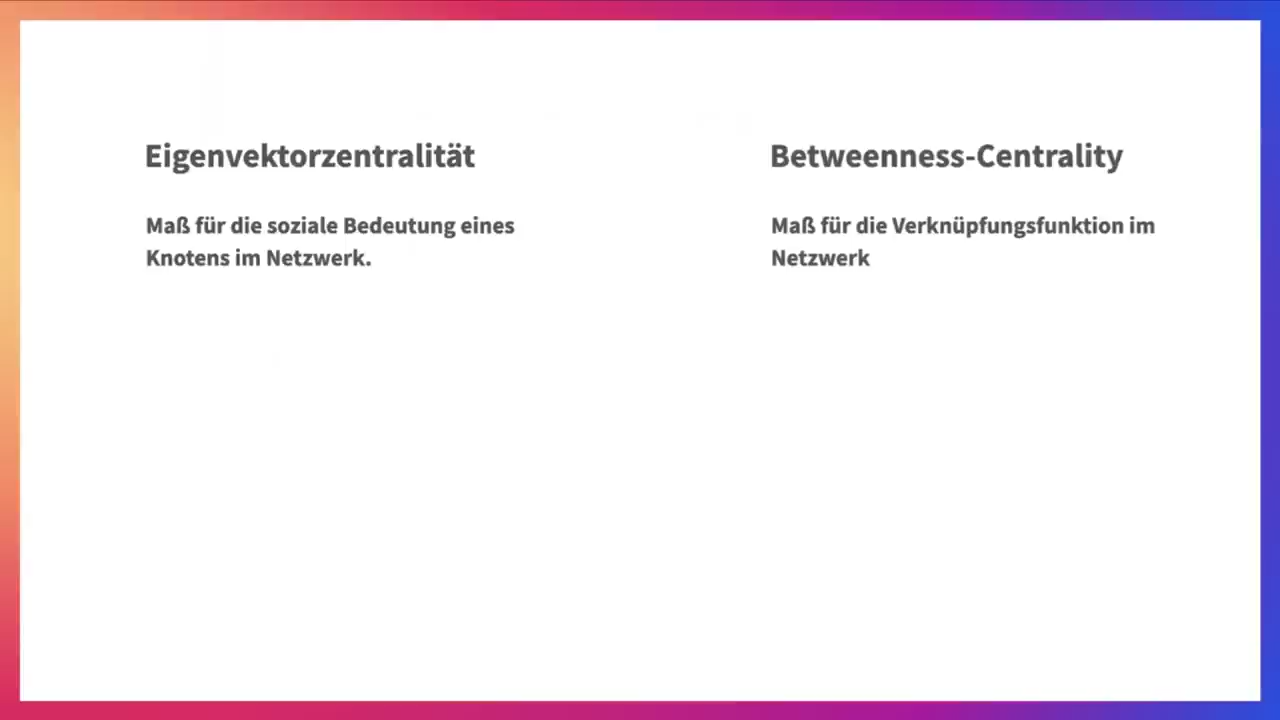 Eigenvektorzentralität
Maß für die soziale Bedeutung eines
Knotens im Netzwerk.
Betweenness-Centrality
Maß für die Verknüpfungsfunktion im
Netzwerk